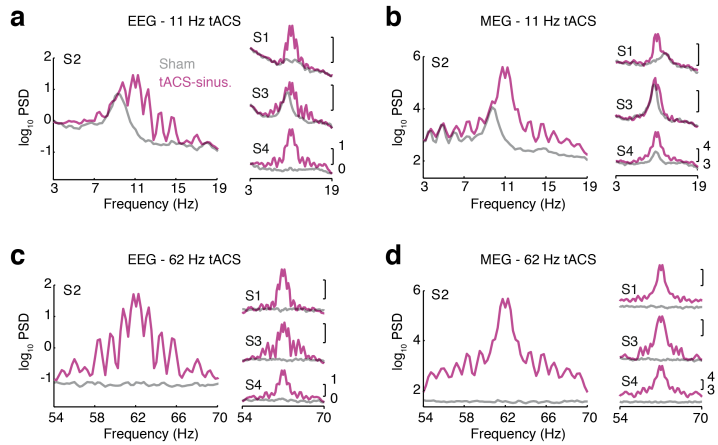 a
EEG - 11 Hz tACS
S2
Sham
tACS-sinus.
log10 PSD
2
1
0
-1
3
7
11
15
19
Frequency (Hz)
S1
S3
S4
1
0
3
19
b
MEG - 11 Hz tACS
S2
log10 PSD
6
4
2
3
7
11
15
19
Frequency (Hz)
S1
S3
S4
4
3
3
19
c
EEG - 62 Hz tACS
S2
log10 PSD
2
1
0
-1
54
58
62
66
70
Frequency (Hz)
S1
S3
S4
1
0
54
70
d
MEG - 62 Hz tACS
S2
log10 PSD
6
4
2
54
58
62
66
70
Frequency (Hz)
S1
S3
S4
4
3
54
70